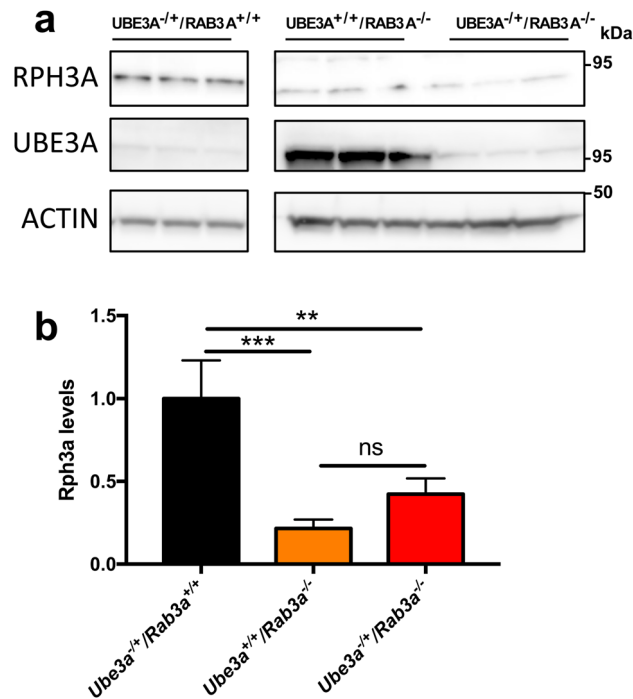 a
UBE3A-/+/RAB3A+/+ UBE3A+/+/RAB3A-/- UBE3A-/+/RAB3A-/-
kDa
RPH3A 95
UBE3A 95
50
ACTIN
b
1.5
**
***
1.0
ns
0.5
0.0
Rph3a levels
Ube3a-/+/Rab3a+/+
Ube3a+/+/Rab3a-/-
Ube3a-/+/Rab3a-/-